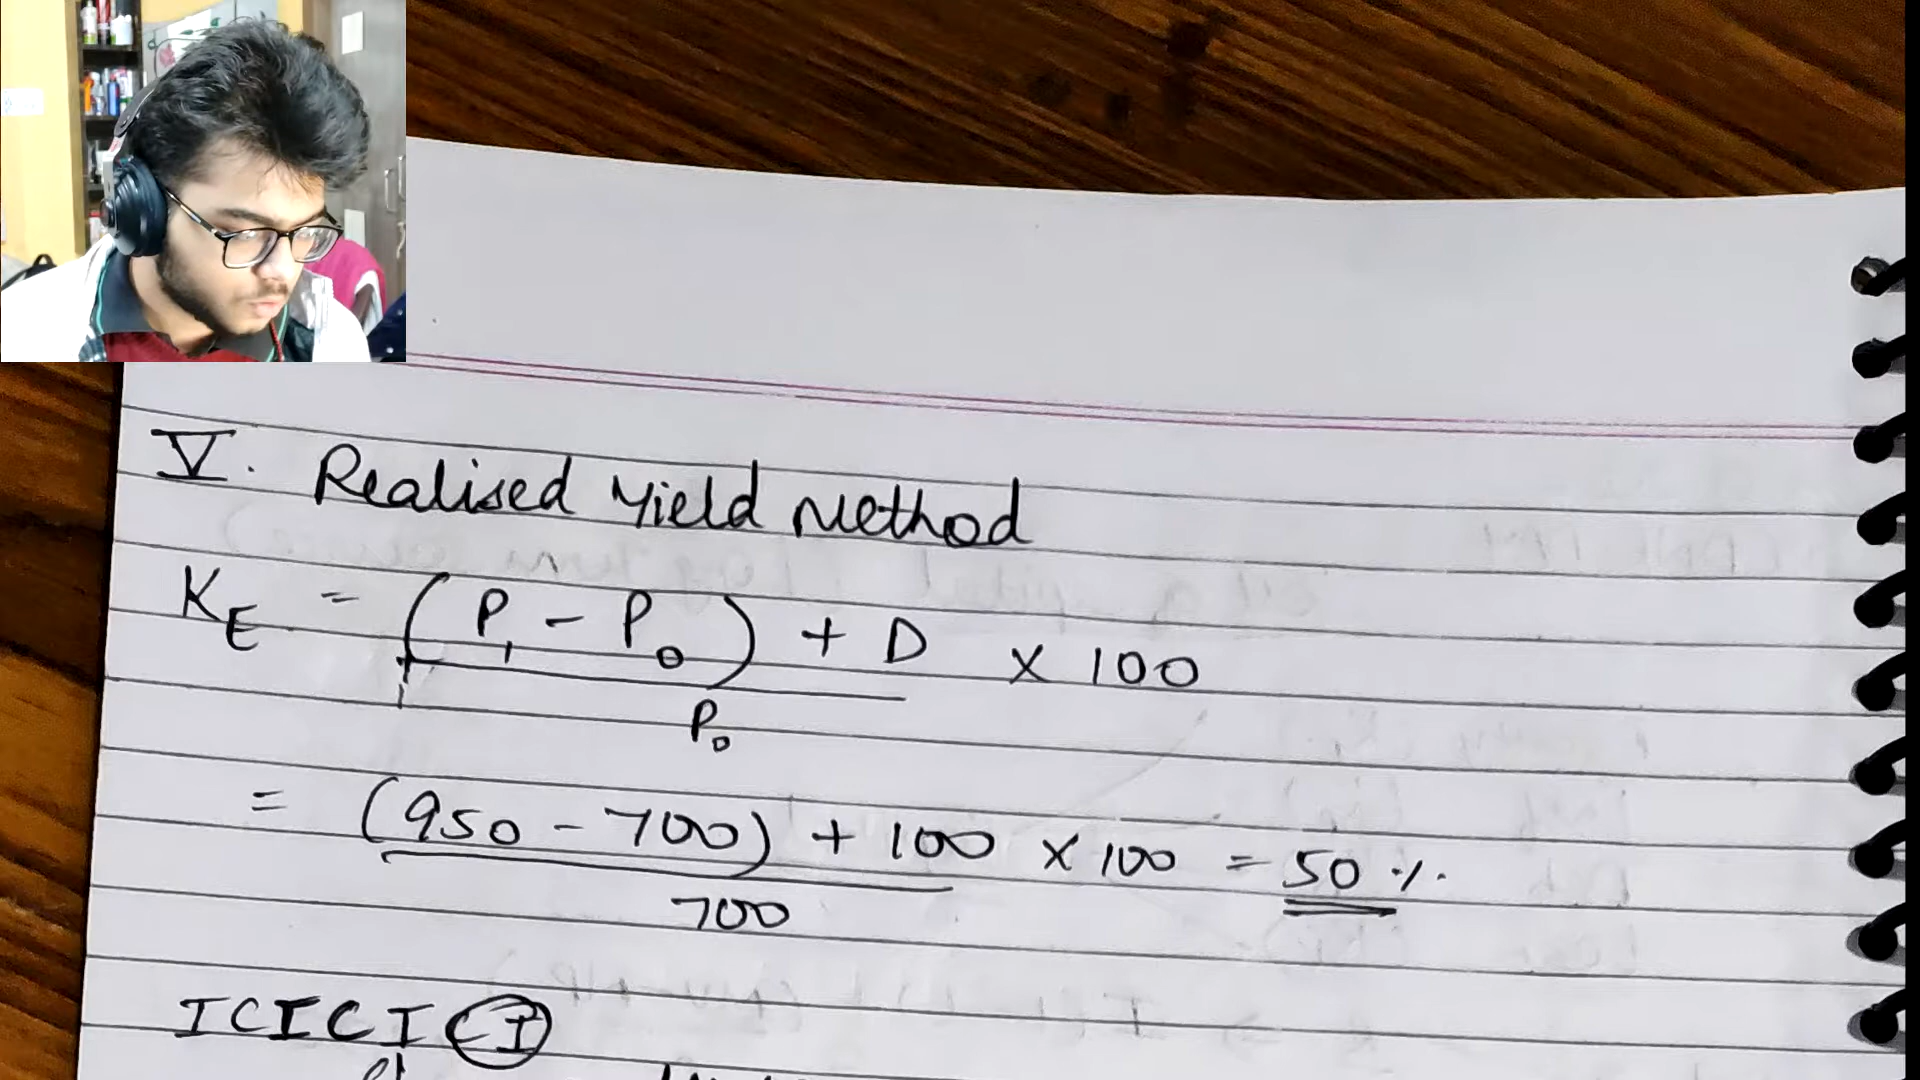 V. Realised Yield Method
KE = (P1 - P0) + D × 100
P0
= (950 - 700) + 100 × 100 = 50 %.
700
ICICI